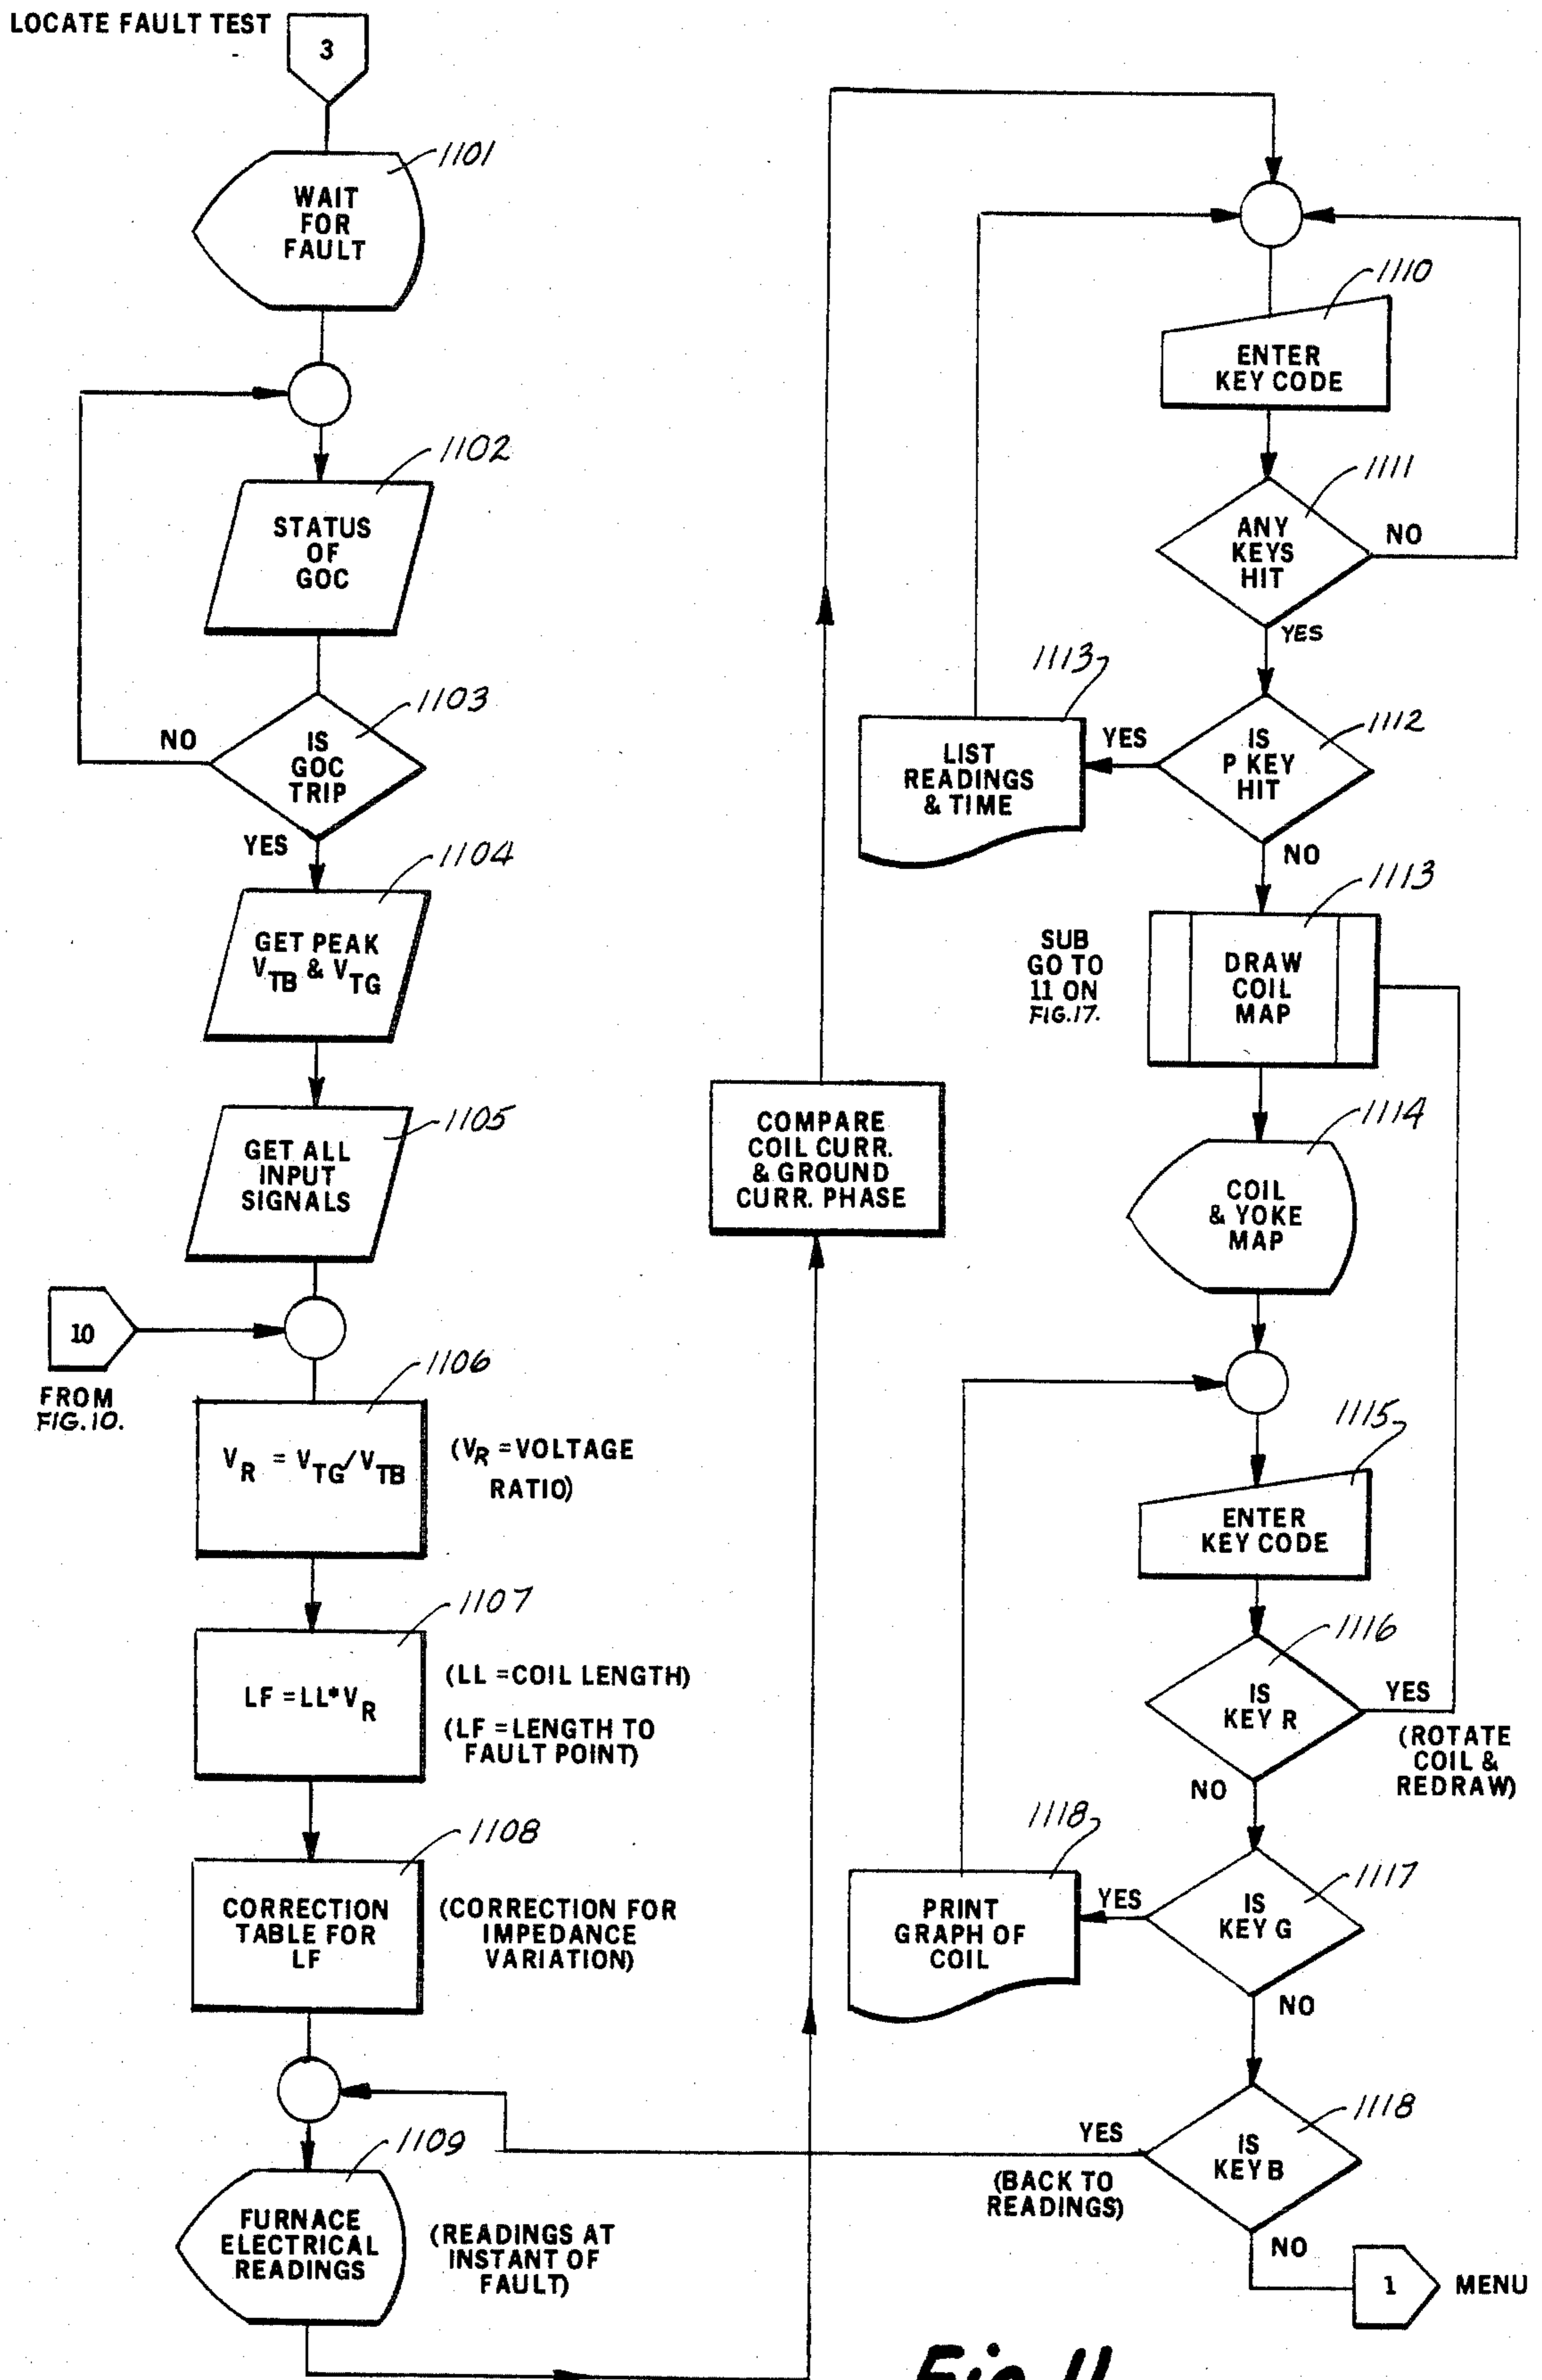 LOCATE FAULT TEST
3
1101
WAIT
FOR
FAULT
1102
STATUS
OF
GOC
1103
NO
IS
GOC
TRIP
YES
1104
GET PEAK
VTB & VTG
1105
GET ALL
INPUT
SIGNALS
10
FROM
FIG.10.
1106
VR = VTG/VTB
(VR =VOLTAGE
RATIO)
1107
LF =LL*VR
(LL =COIL LENGTH)
(LF =LENGTH TO
FAULT POINT)
1108
CORRECTION
TABLE FOR
LF
(CORRECTION FOR
IMPEDANCE
VARIATION)
1109
FURNACE
ELECTRICAL
READINGS
(READINGS AT
INSTANT OF
FAULT)
COMPARE
COIL CURR.
& GROUND
CURR. PHASE
1110
ENTER
KEY CODE
1111
ANY
KEYS
HIT
NO
YES
1112
IS
P KEY
HIT
YES
1113
LIST
READINGS
& TIME
NO
1113
SUB
GO TO
11 ON
FIG.17.
DRAW
COIL
MAP
1114
COIL
& YOKE
MAP
1115
ENTER
KEY CODE
1116
IS
KEY R
YES
(ROTATE
COIL &
REDRAW)
NO
1117
IS
KEY G
YES
1118
PRINT
GRAPH OF
COIL
NO
1118
IS
KEY B
YES
(BACK TO
READINGS)
NO
1
MENU
Fig.11